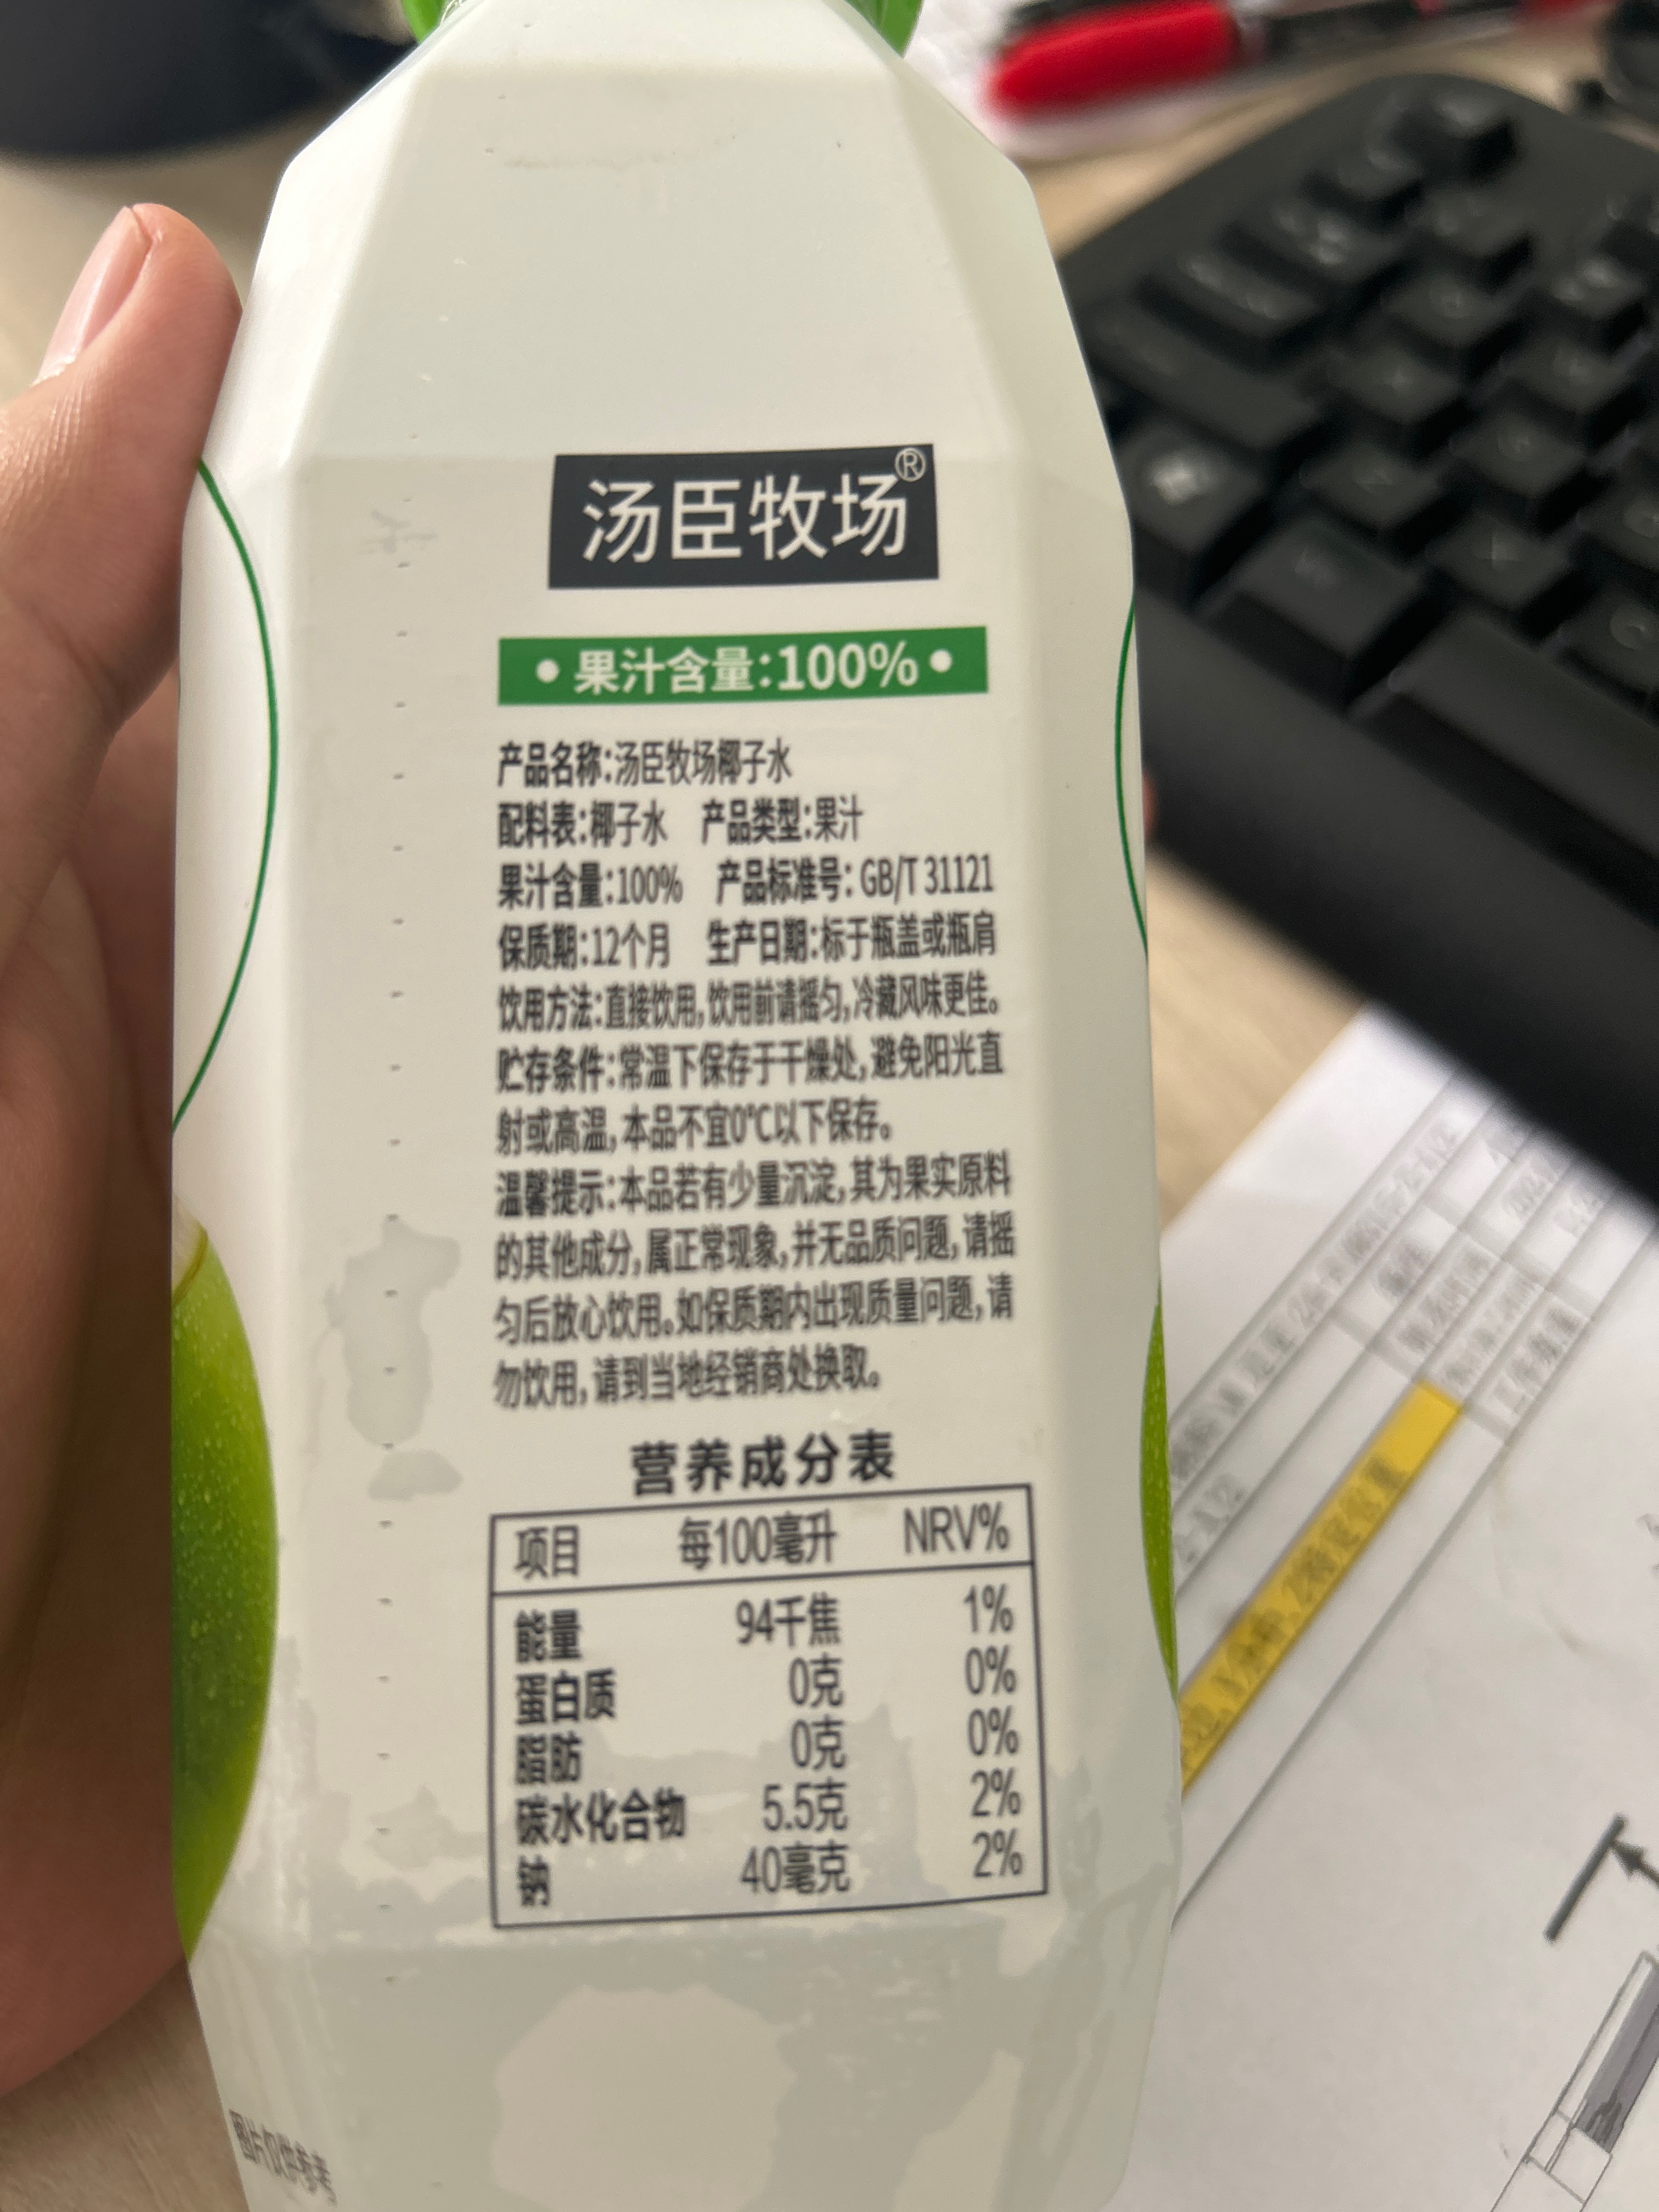 汤臣牧场®
•果汁含量:100%•
产品名称:汤臣牧场椰子水
配料表:椰子水 产品类型:果汁
果汁含量:100% 产品标准号: GB/T 31121
保质期:12个月 生产日期:标于瓶盖或瓶肩
饮用方法:直接饮用,饮用前请摇匀,冷藏风味更佳。
贮存条件:常温下保存于干燥处,避免阳光直
射或高温,本品不宜0℃以下保存。
温馨提示:本品若有少量沉淀,其为果实原料
的其他成分,属正常现象,并无品质问题,请摇
匀后放心饮用。如保质期内出现质量问题,请
勿饮用,请到当地经销商处换取。
营养成分表
项目 每100毫升 NRV%
能量 94千焦 1%
蛋白质 0克 0%
脂肪 0克 0%
碳水化合物 5.5克 2%
钠 40毫克 2%
图片仅供参考